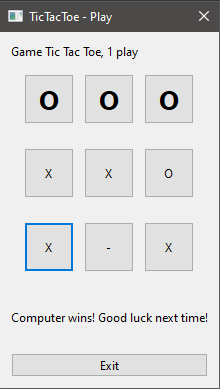 TicTacToe - Play
Game Tic Tac Toe, 1 play
O O O
X X O
X - X
Computer wins! Good luck next time!
Exit